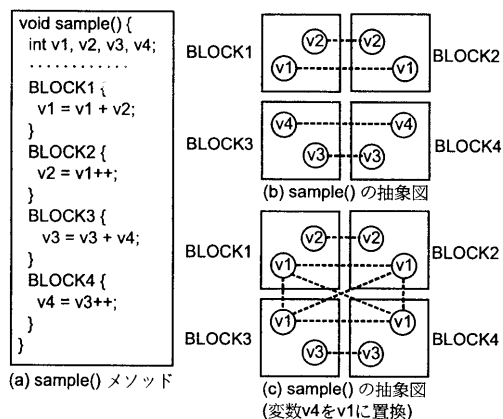 void sample() {
int v1, v2, v3, v4;
............
BLOCK1 {
v1 = v1 + v2;
}
BLOCK2 {
v2 = v1++;
}
BLOCK3 {
v3 = v3 + v4;
}
BLOCK4 {
v4 = v3++;
}
}
(a) sample() メソッド
BLOCK1
v2
v2
v1
v1
BLOCK2
BLOCK3
v4
v4
v3
v3
BLOCK4
(b) sample() の抽象図
BLOCK1
v2
v2
v1
v1
BLOCK2
BLOCK3
v1
v1
v3
v3
BLOCK4
(c) sample() の抽象図
(変数v4をv1に置換)